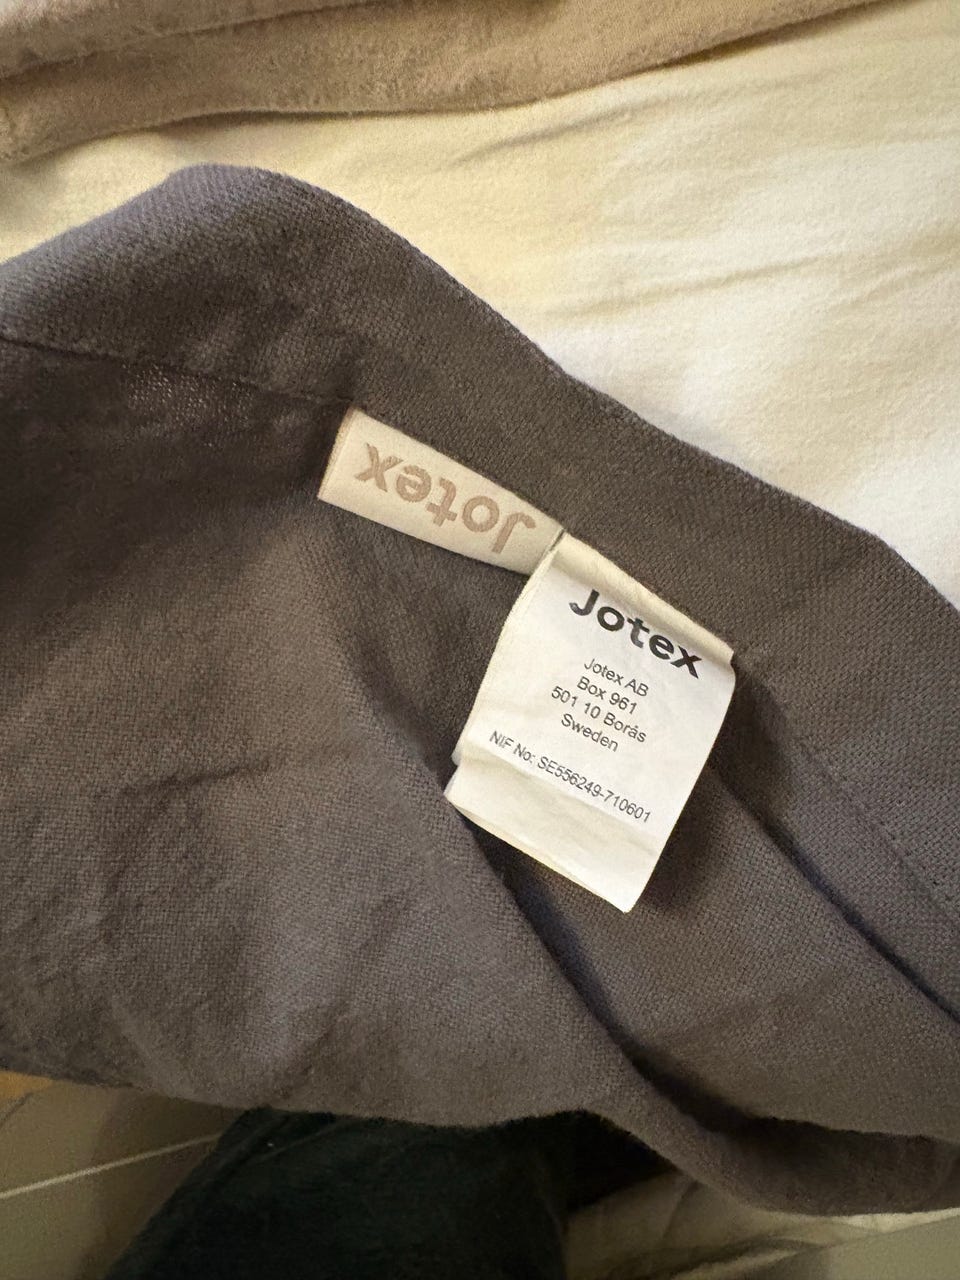 Jotex
Jotex
Jotex AB
Box 961
501 10 Borås
Sweden
NIF No: SE556249-710601